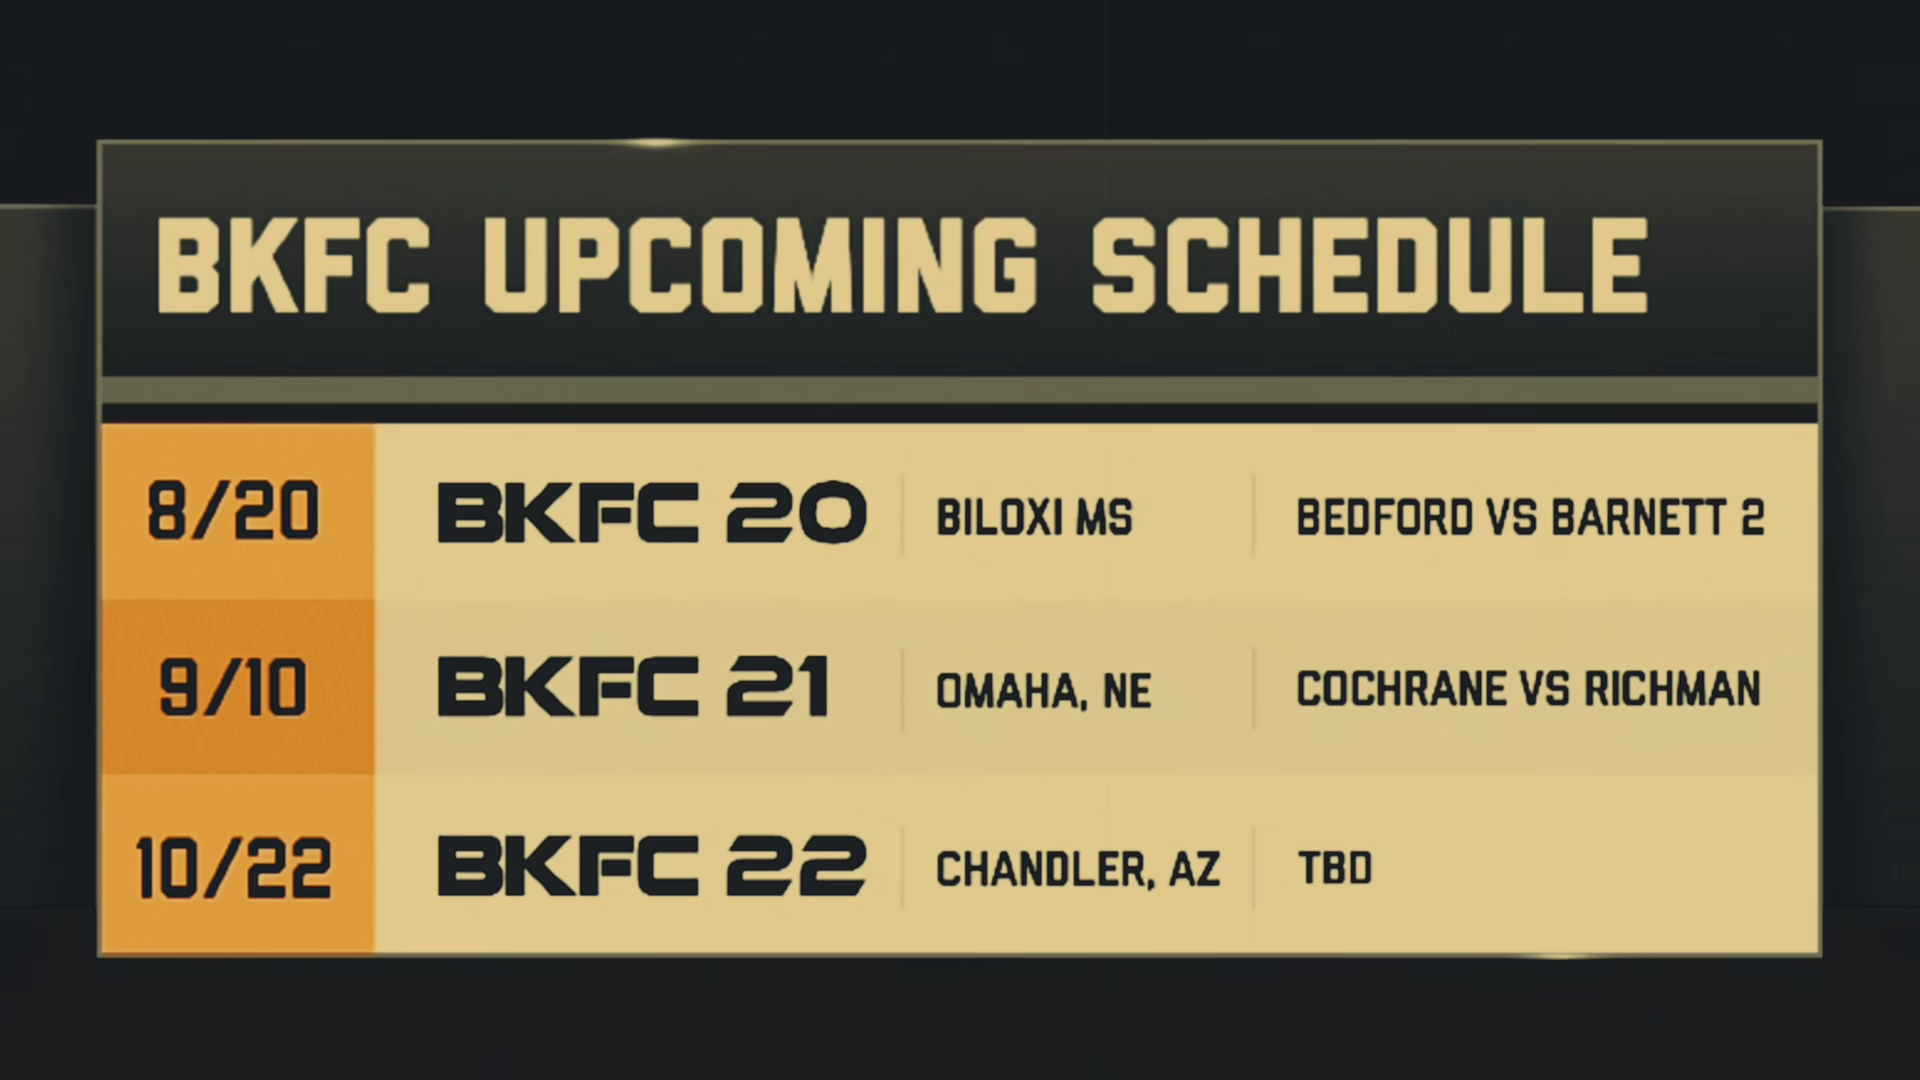 BKFC UPCOMING SCHEDULE
8/20 BKFC 20 BILOXI MS BEDFORD VS BARNETT 2
9/10 BKFC 21 OMAHA, NE COCHRANE VS RICHMAN
10/22 BKFC 22 CHANDLER, AZ TBD